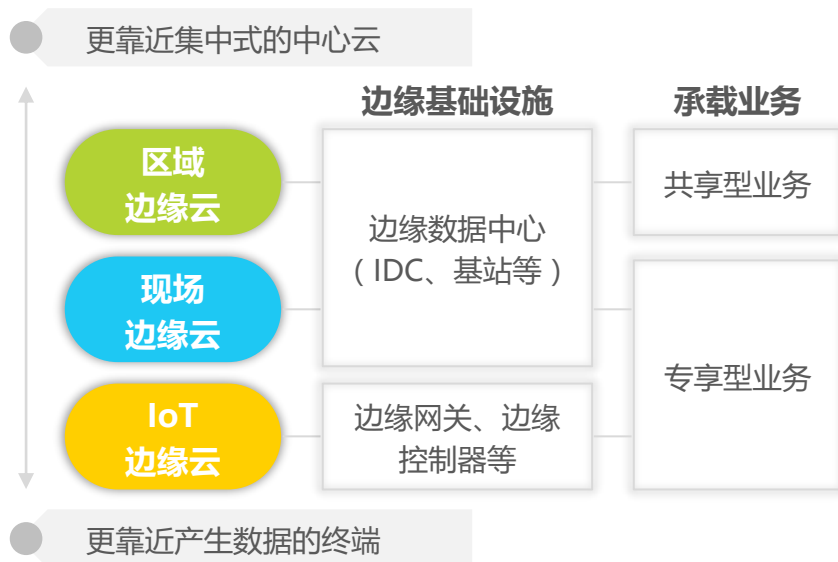 更靠近集中式的中心云
边缘基础设施
承载业务
区域
边缘云
边缘数据中心
（IDC、基站等）
共享型业务
现场
边缘云
专享型业务
IoT
边缘云
边缘网关、边缘
控制器等
更靠近产生数据的终端